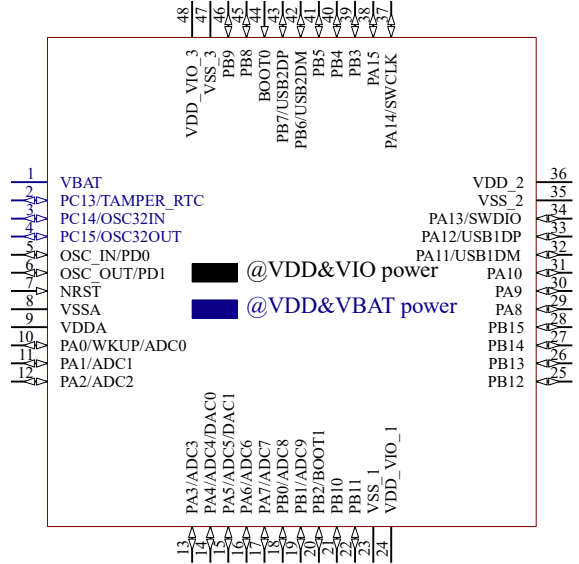 48
47
46
45
44
43
42
41
40
39
38
37
VDD_VIO_3
VSS_3
PB9
PB8
BOOT0
PB7/USB2DP
PB6/USB2DM
PB5
PB4
PB3
PA15
PA14/SWCLK
1 VBAT
2 PC13/TAMPER_RTC
3 PC14/OSC32IN
4 PC15/OSC32OUT
5 OSC_IN/PD0
6 OSC_OUT/PD1
7 NRST
8 VSSA
9 VDDA
10 PA0/WKUP/ADC0
11 PA1/ADC1
12 PA2/ADC2
@VDD&VIO power
@VDD&VBAT power
VDD_2 36
VSS_2 35
PA13/SWDIO 34
PA12/USB1DP 33
PA11/USB1DM 32
PA10 31
PA9 30
PA8 29
PB15 28
PB14 27
PB13 26
PB12 25
PA3/ADC3
PA4/ADC4/DAC0
PA5/ADC5/DAC1
PA6/ADC6
PA7/ADC7
PB0/ADC8
PB1/ADC9
PB2/BOOT1
PB10
PB11
VSS_1
VDD_VIO_1
13
14
15
16
17
18
19
20
21
22
23
24